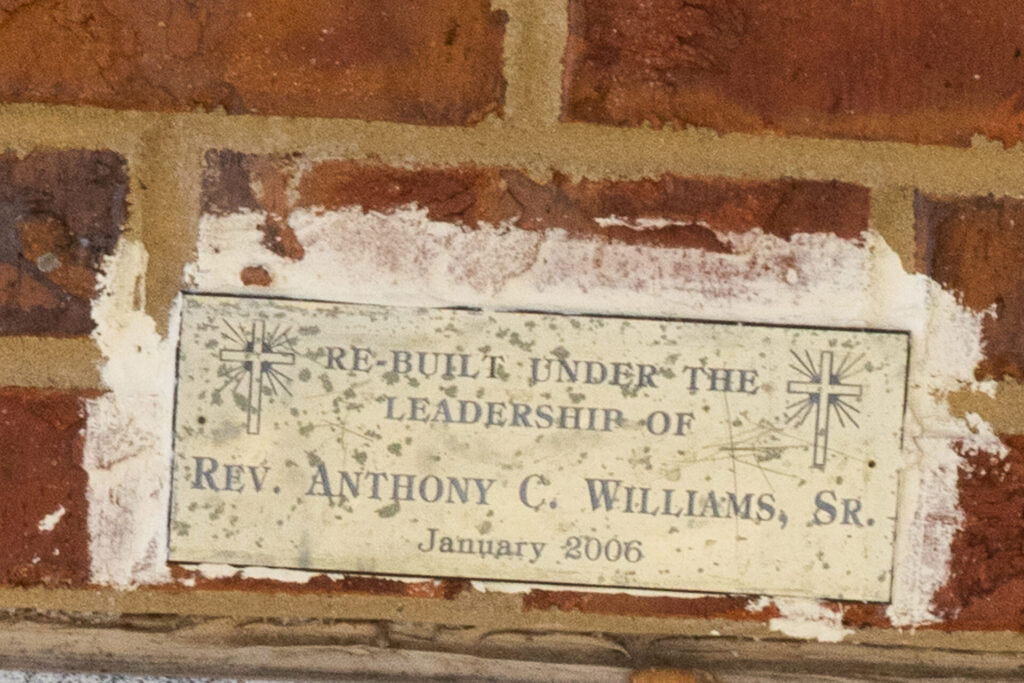 RE-BUILT UNDER THE
LEADERSHIP OF
REV. ANTHONY C. WILLIAMS, SR.
January 2006